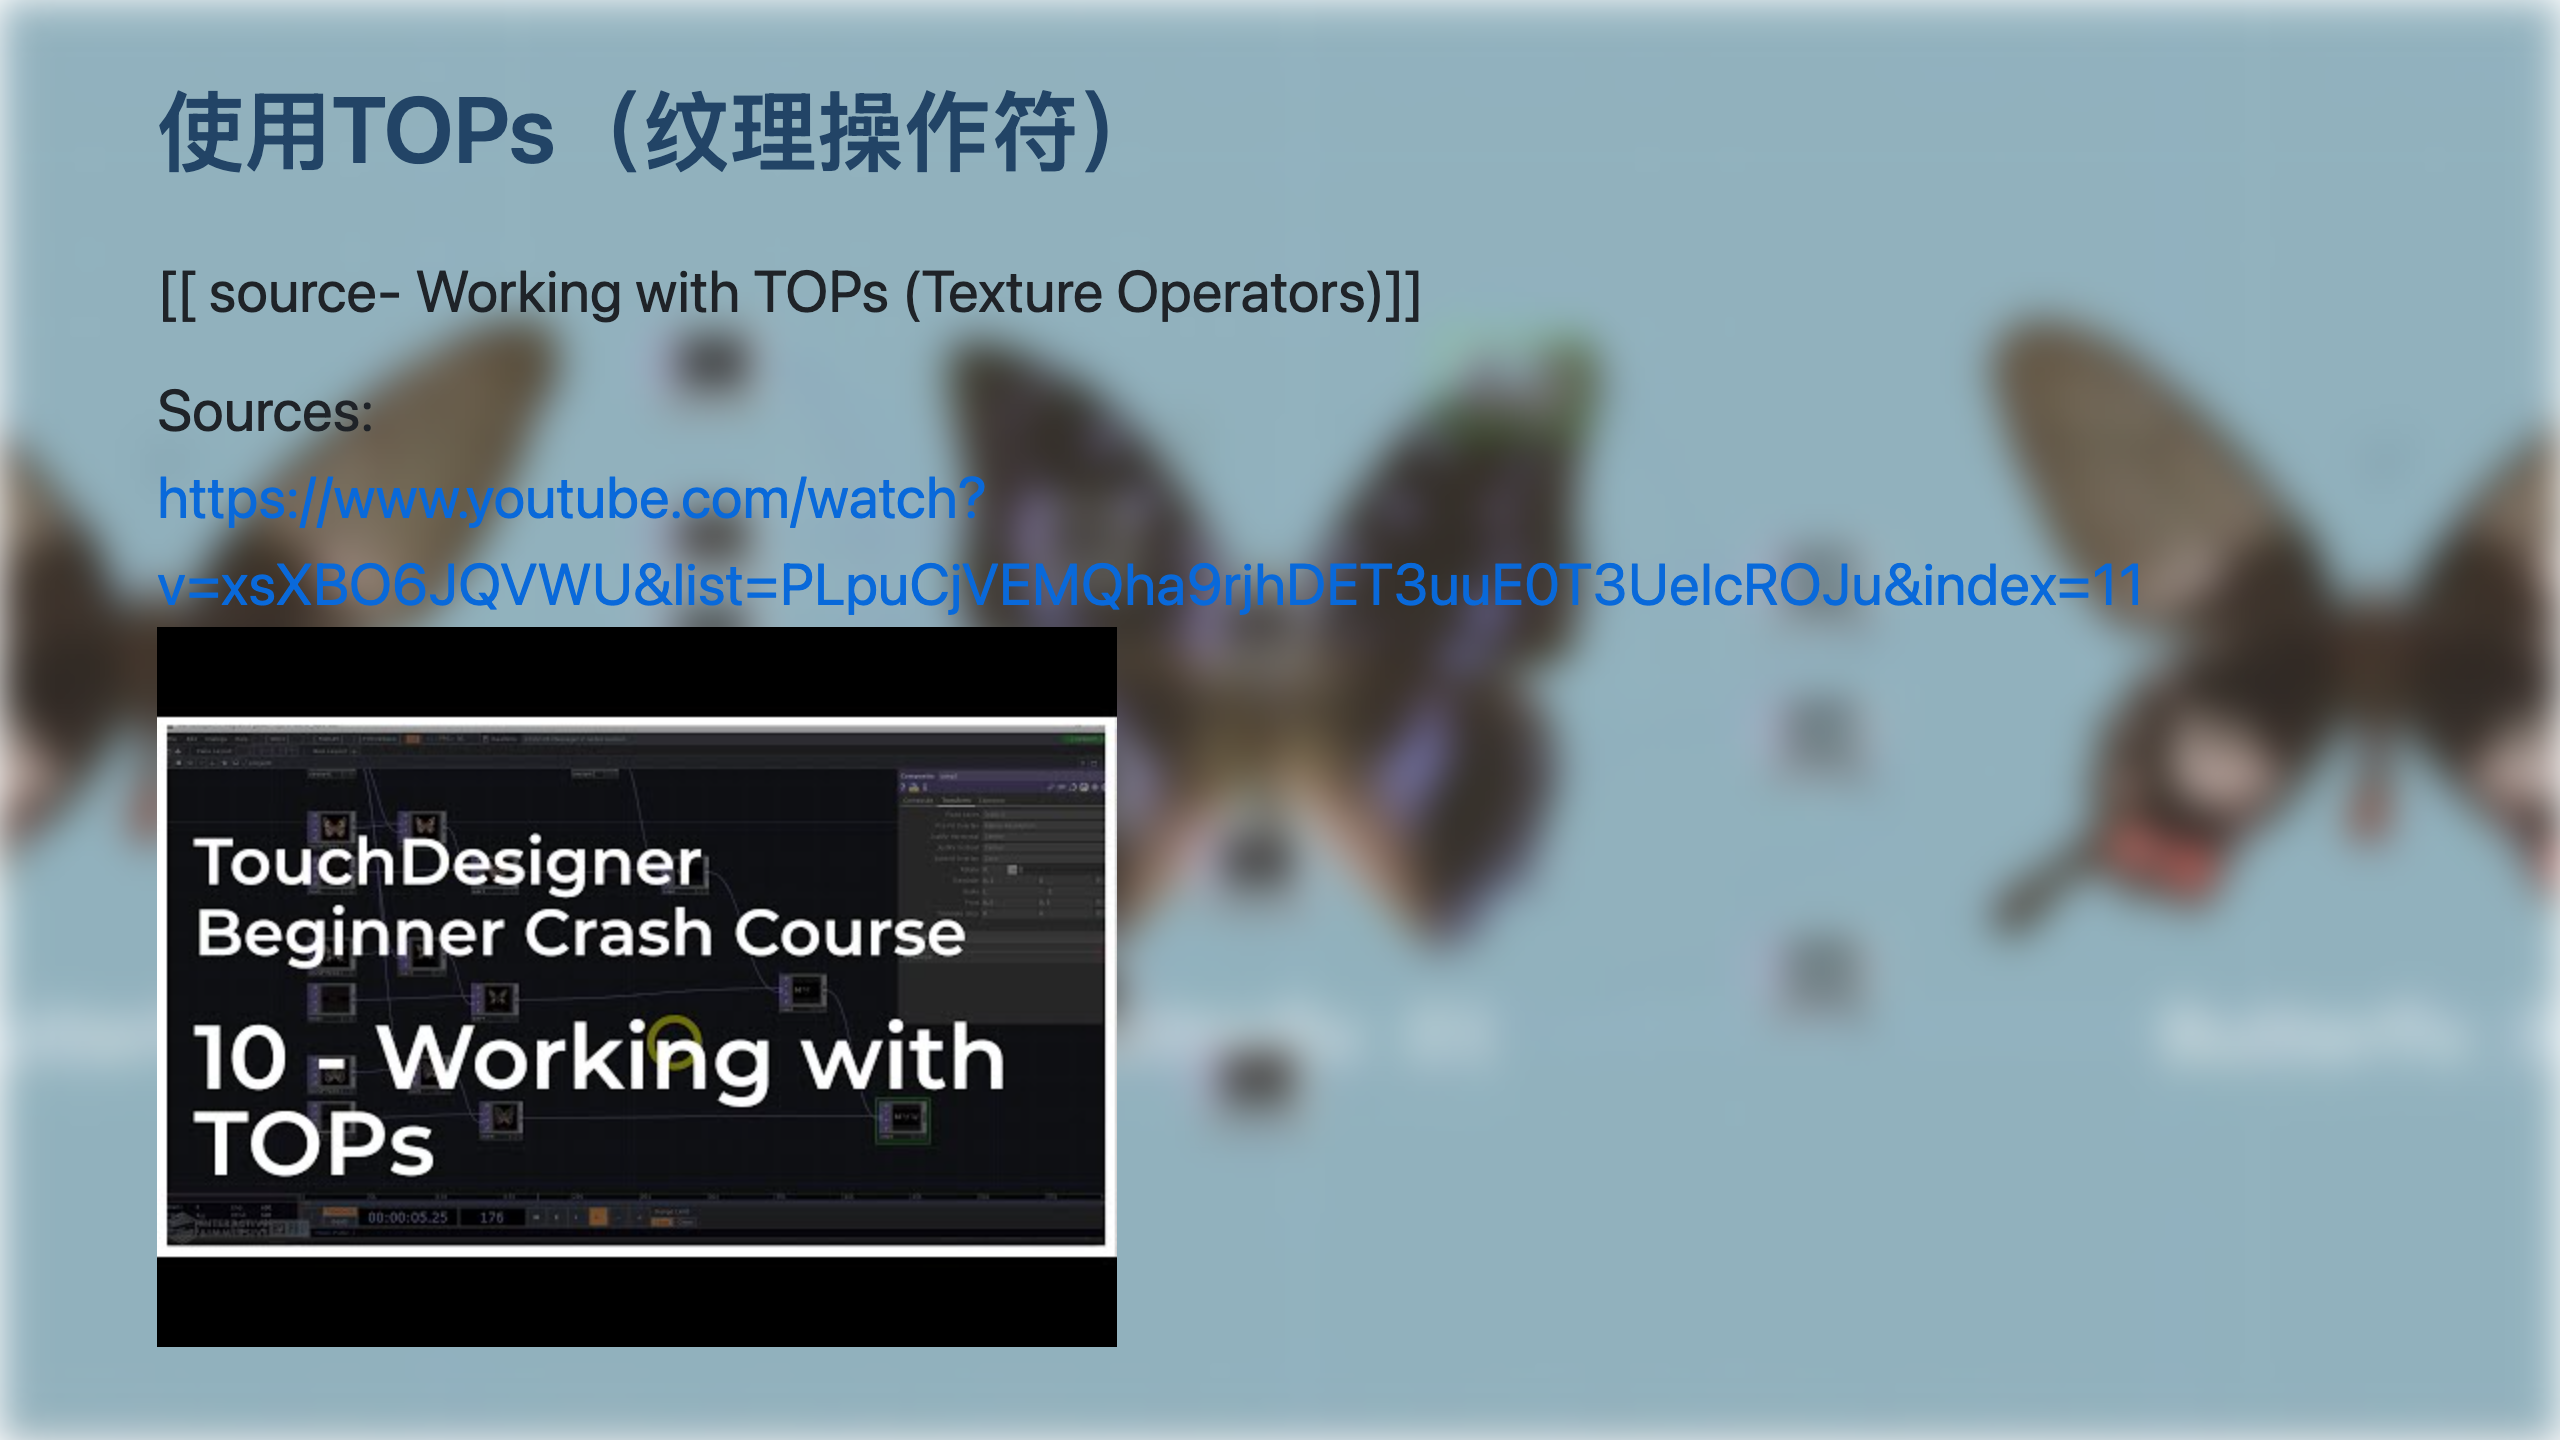 使用TOPs（纹理操作符）
[[ source- Working with TOPs (Texture Operators)]]
Sources:
https://www.youtube.com/watch?
v=xsXBO6JQVWU&list=PLpuCjVEMQha9rjhDET3uuE0T3UelcROJu&index=11
TouchDesigner
Beginner Crash Course
10 - Working with
TOPs
00:00:05.25 176